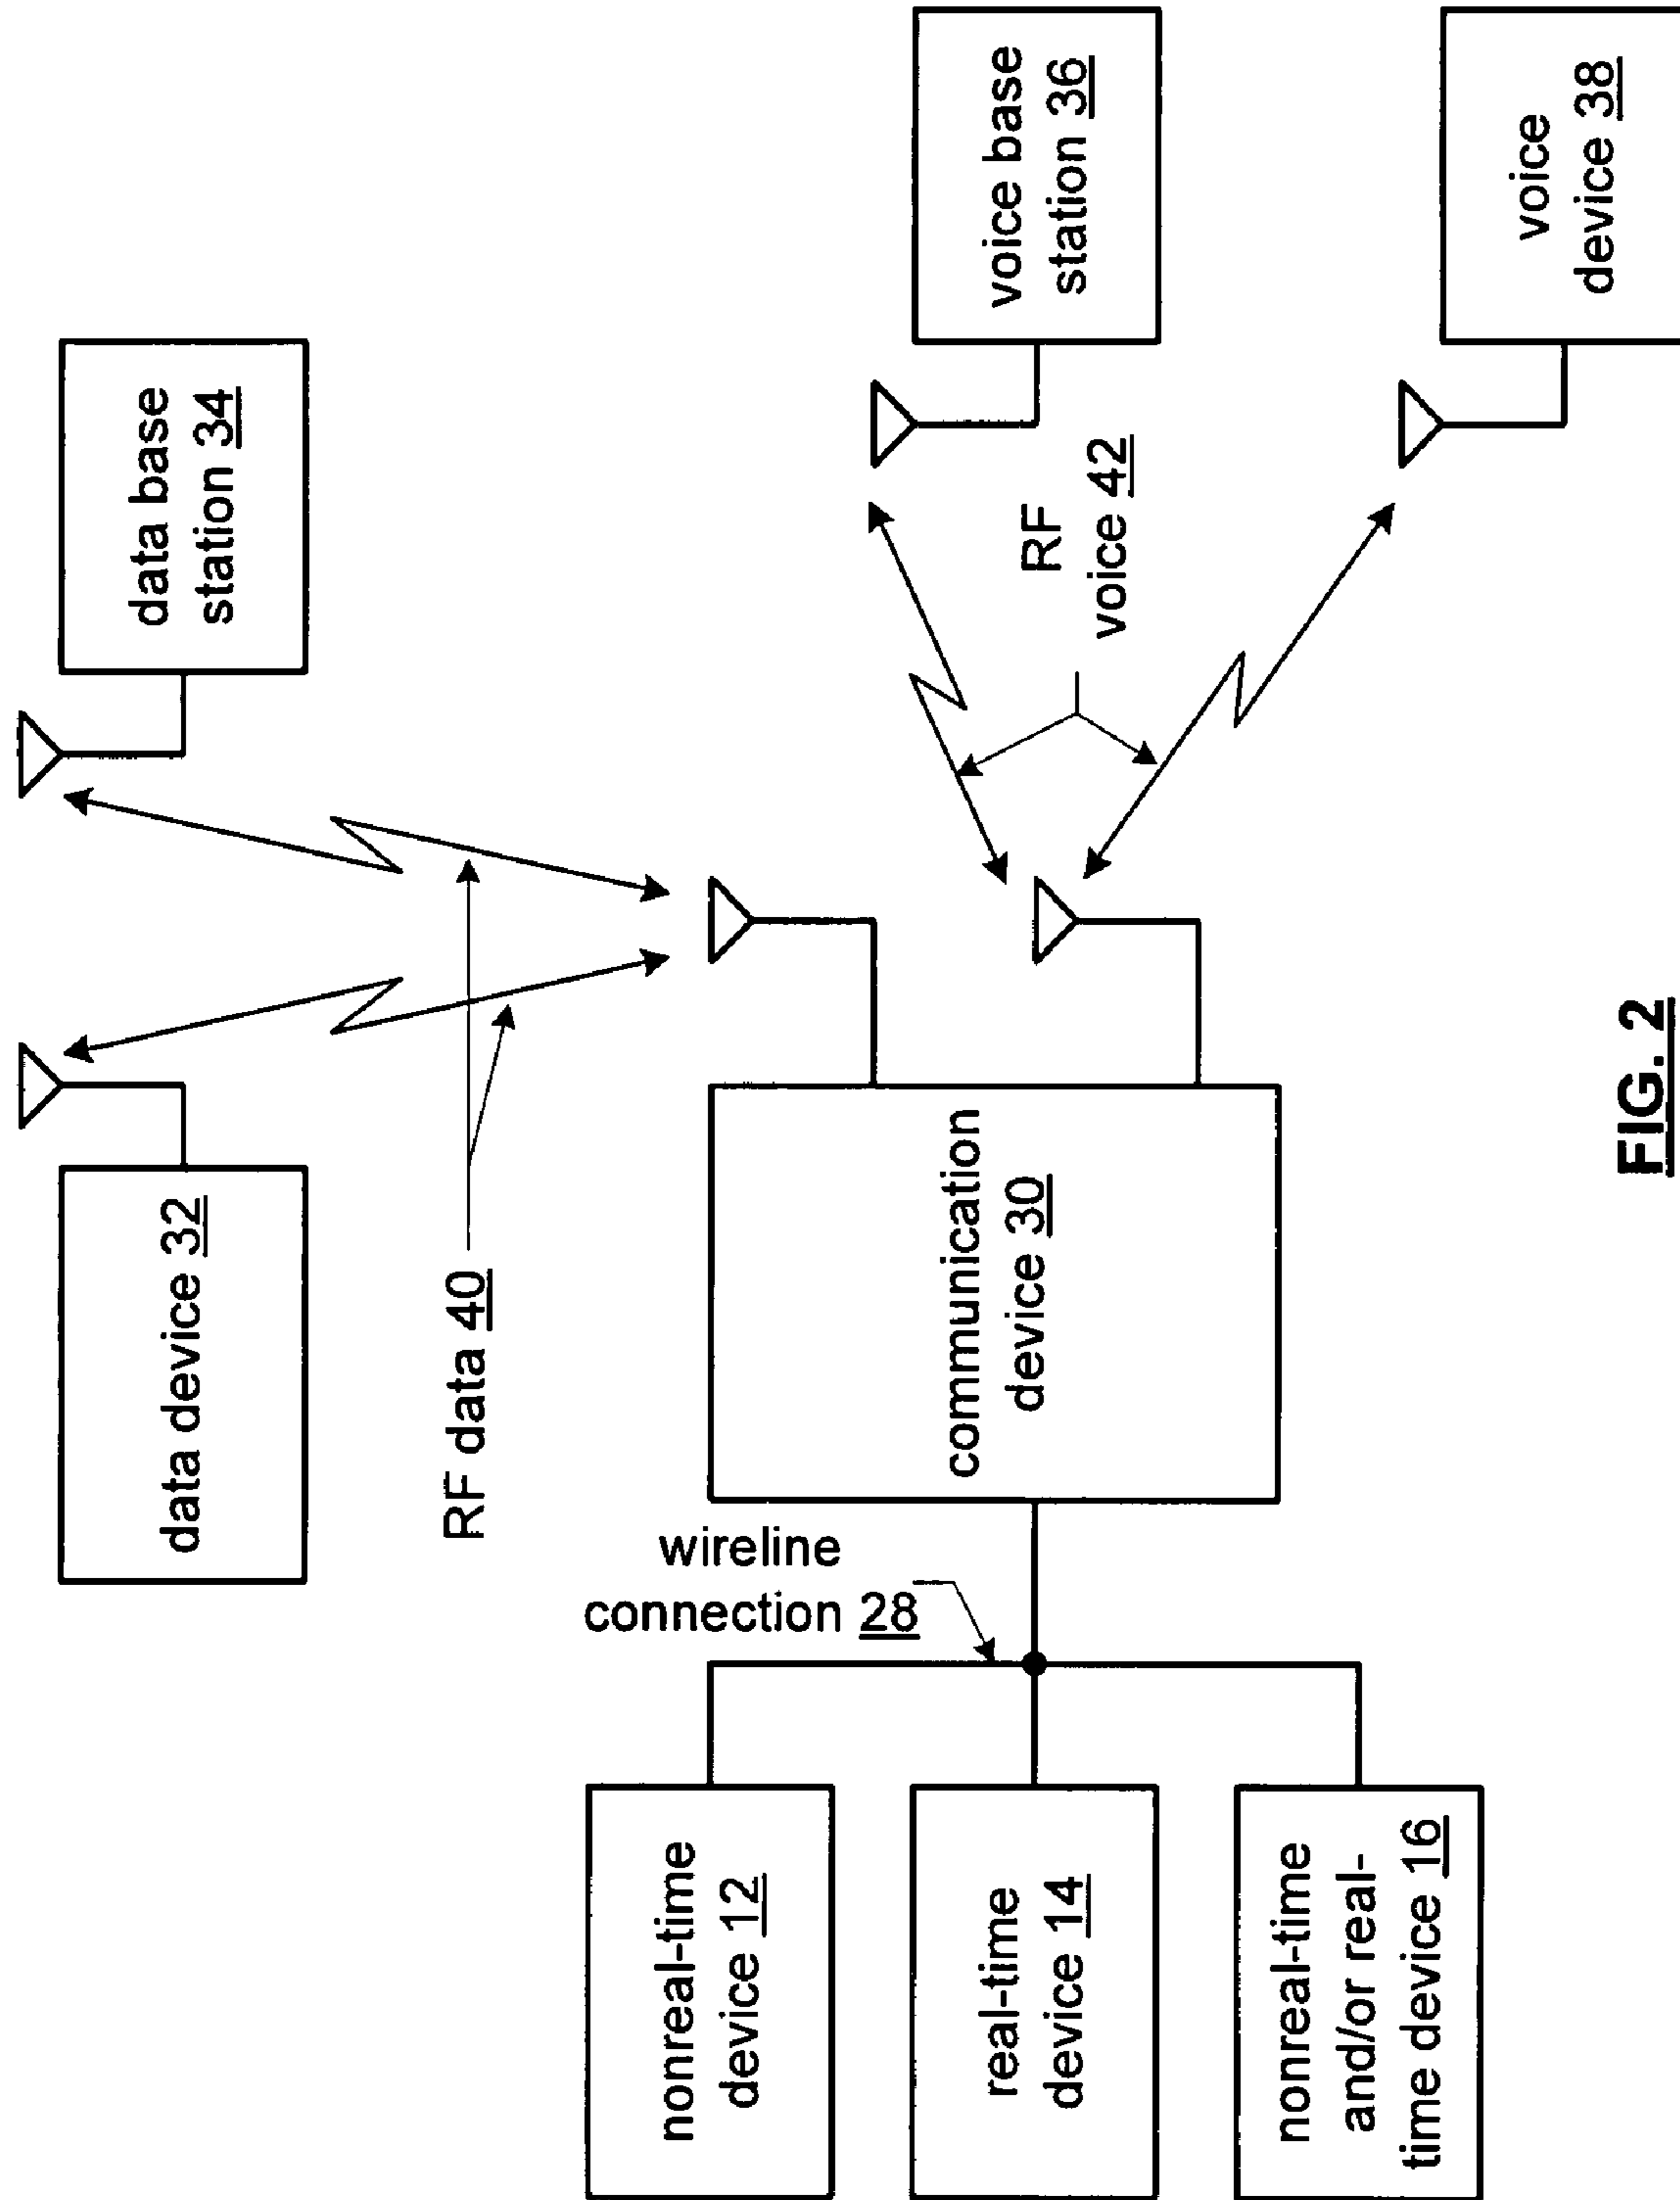 data device 32
data base
station 34
RF data 40
wireline
connection 28
nonreal-time
device 12
real-time
device 14
nonreal-time
and/or real-
time device 16
communication
device 30
RF
voice 42
voice base
station 36
voice
device 38
FIG. 2